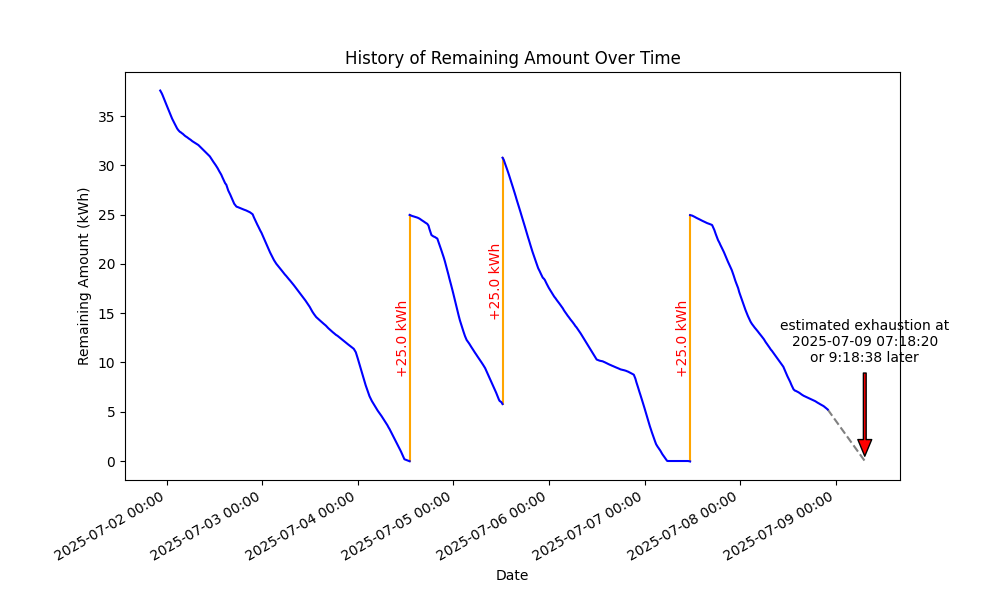 History of Remaining Amount Over Time
Remaining Amount (kWh)
35
30
25
20
15
10
5
0
+25.0 kWh
+25.0 kWh
+25.0 kWh
estimated exhaustion at
2025-07-09 07:18:20
or 9:18:38 later
2025-07-02 00:00
2025-07-03 00:00
2025-07-04 00:00
2025-07-05 00:00
2025-07-06 00:00
2025-07-07 00:00
2025-07-08 00:00
2025-07-09 00:00
Date